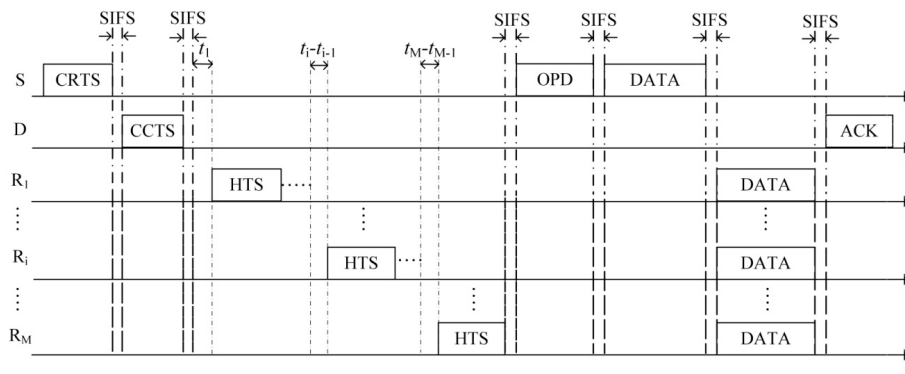 SIFS SIFS SIFS SIFS SIFS SIFS
t1 ti-ti-1 tM-tM-1
S CRTS OPD DATA
D CCTS ACK
R1 HTS DATA
Ri HTS DATA
RM HTS DATA